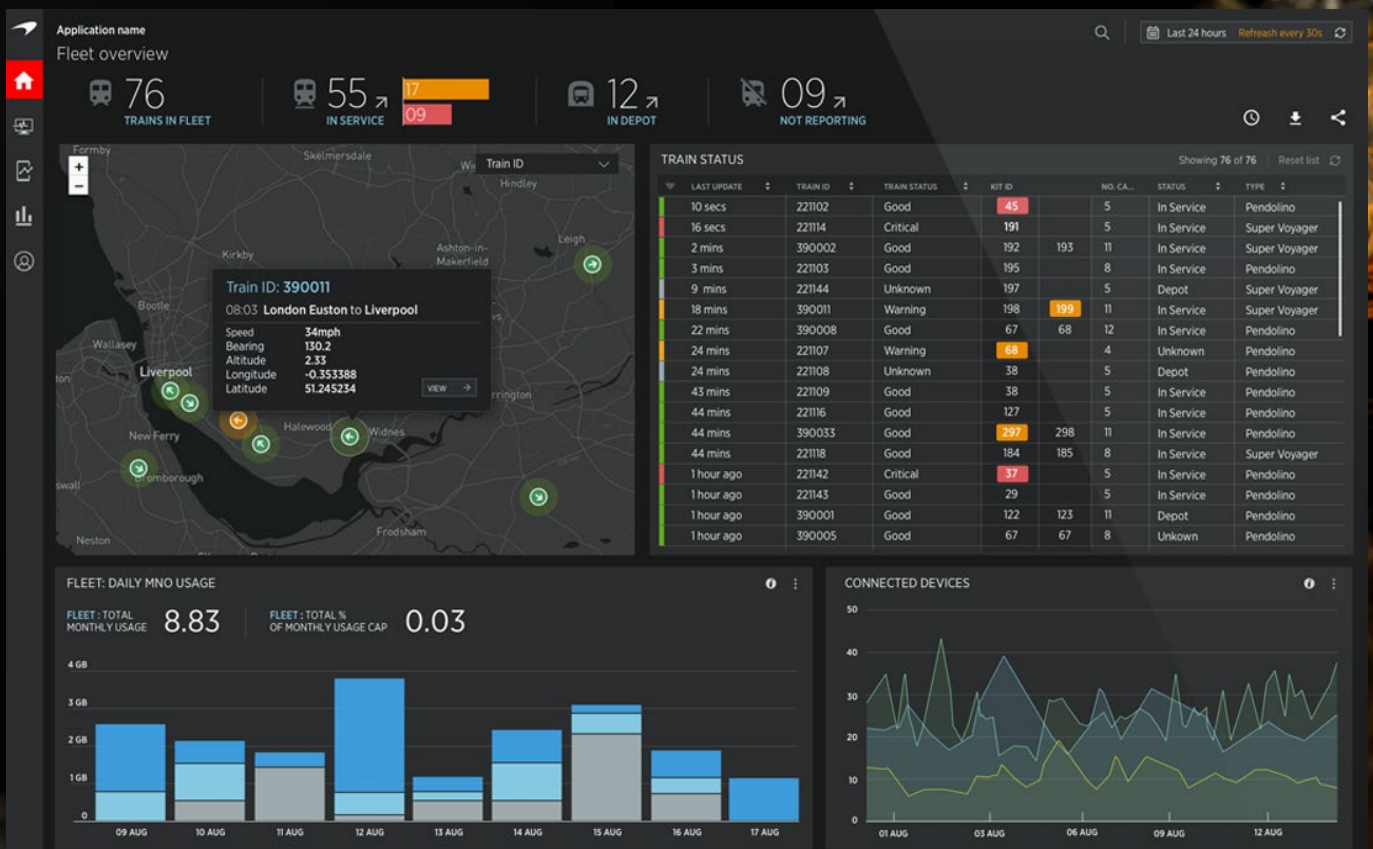 Application name
Fleet overview
Last 24 hours Refreash every 30s
76
TRAINS IN FLEET
55
IN SERVICE
17
09
12
IN DEPOT
09
NOT REPORTING
Formby
Skelmersdale
Train ID
Hindley
+
-
Kirkby
Ashton-in-
Makerfield
Leigh
Bootle
Wallasey
Liverpool
rrington
New Ferry
Halewood
Widnes
Bromborough
swall
Neston
Frodsham
Train ID: 390011
08:03 London Euston to Liverpool
Speed 34mph
Bearing 130.2
Altitude 2.33
Longitude -0.353388
Latitude 51.245234
VIEW
TRAIN STATUS
Showing 76 of 76 Reset list
LAST UPDATE TRAIN ID TRAIN STATUS KIT ID NO. CA... STATUS TYPE
10 secs 221102 Good 45 5 In Service Pendolino
16 secs 221114 Critical 191 5 In Service Super Voyager
2 mins 390002 Good 192 193 11 In Service Super Voyager
3 mins 221103 Good 195 8 In Service Pendolino
9 mins 221144 Unknown 197 5 Depot Super Voyager
18 mins 390011 Warning 198 199 11 In Service Super Voyager
22 mins 390008 Good 67 68 12 In Service Pendolino
24 mins 221107 Warning 68 4 Unknown Pendolino
24 mins 221108 Unknown 38 5 Depot Pendolino
43 mins 221109 Good 38 5 In Service Pendolino
44 mins 221116 Good 127 5 In Service Pendolino
44 mins 390033 Good 297 298 11 In Service Pendolino
44 mins 221118 Good 184 185 8 In Service Super Voyager
1 hour ago 221142 Critical 37 5 In Service Pendolino
1 hour ago 221143 Good 29 5 In Service Pendolino
1 hour ago 390001 Good 122 123 11 Depot Pendolino
1 hour ago 390005 Good 67 67 8 Unkown Pendolino
FLEET: DAILY MNO USAGE
FLEET : TOTAL
MONTHLY USAGE
8.83
FLEET : TOTAL %
OF MONTHLY USAGE CAP
0.03
4 GB
3 GB
2 GB
1 GB
0
09 AUG 10 AUG 11 AUG 12 AUG 13 AUG 14 AUG 15 AUG 16 AUG 17 AUG
CONNECTED DEVICES
50
40
30
20
10
0
01 AUG 03 AUG 06 AUG 09 AUG 12 AUG